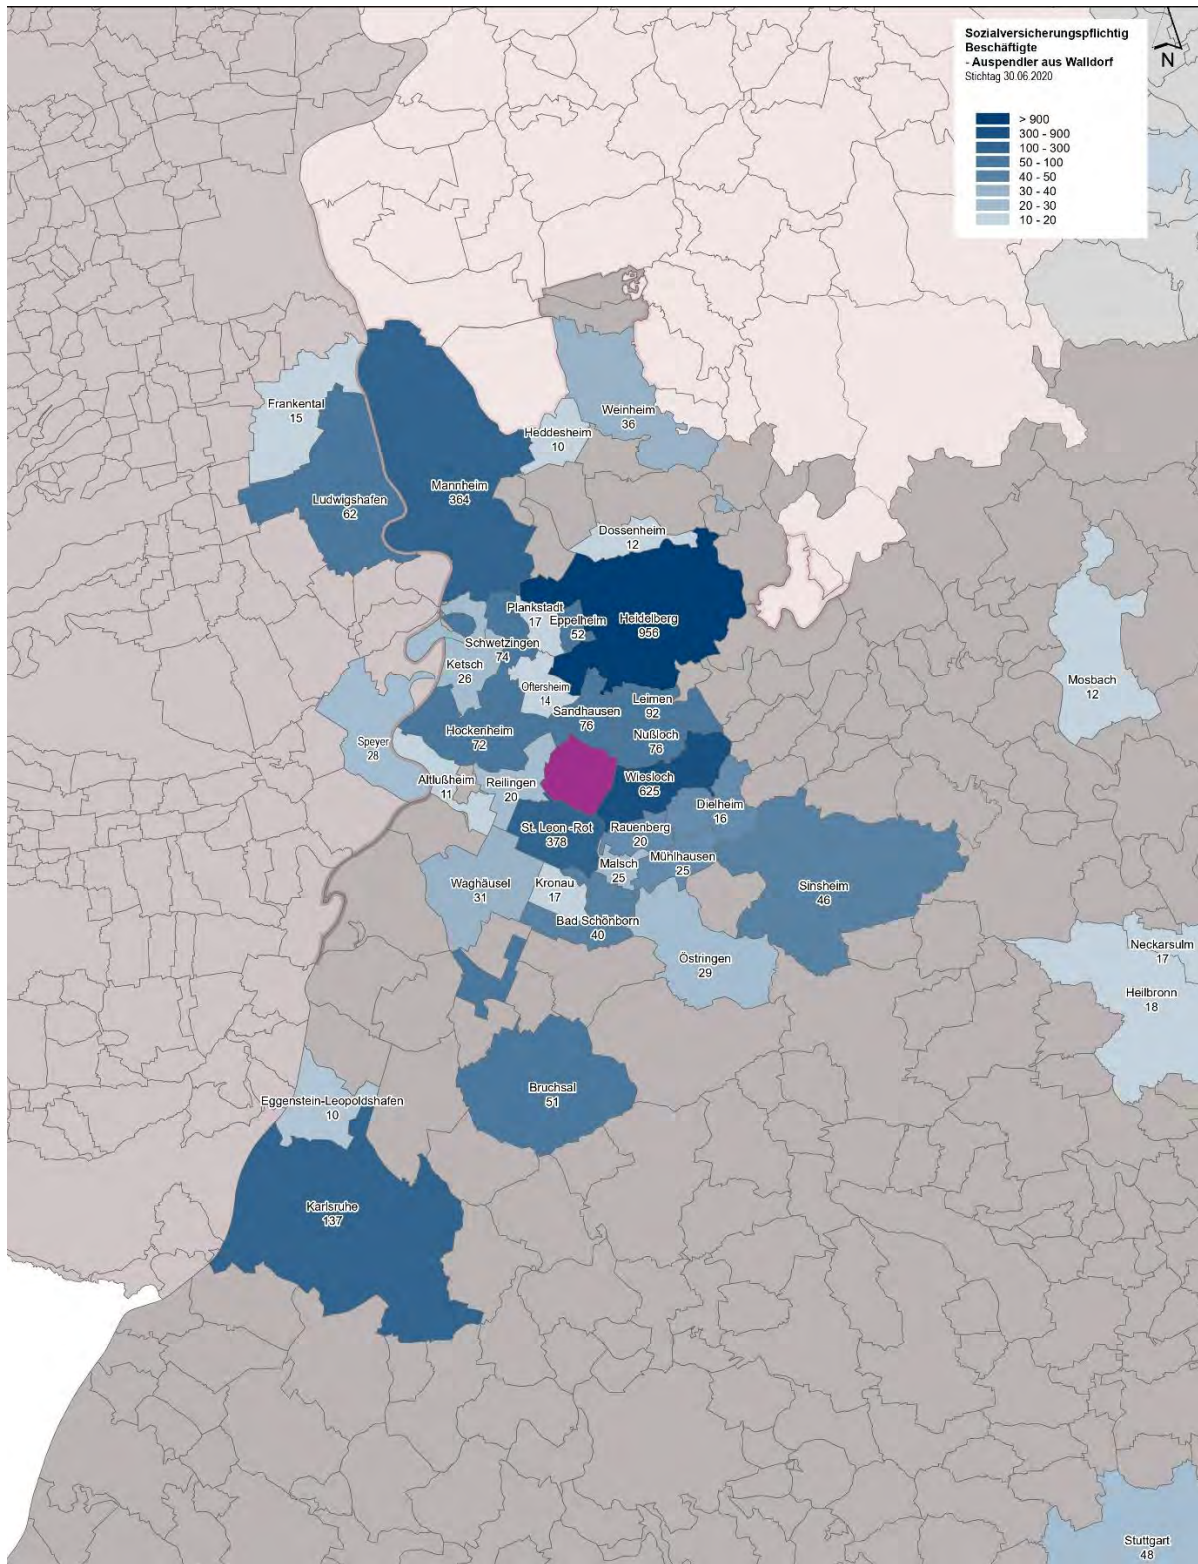 Sozialversicherungspflichtig
Beschäftigte
- Auspendler aus Walldorf
Stichtag 30.06.2020
> 900
300 - 900
100 - 300
50 - 100
40 - 50
30 - 40
20 - 30
10 - 20
N
Frankental
15
Weinheim
36
Heddesheim
10
Mannheim
364
Ludwigshafen
62
Dossenheim
12
Plankstadt
17
Eppelheim
52
Heidelberg
956
Schwetzingen
74
Ketsch
26
Mosbach
12
Oftersheim
14
Leimen
92
Sandhausen
76
Hockenheim
72
Nußloch
76
Speyer
28
Altlußheim
11
Reilingen
20
Wiesloch
625
Dielheim
16
St. Leon -Rot
378
Rauenberg
20
Malsch
25
Mühlhausen
25
Waghäusel
31
Kronau
17
Sinsheim
46
Bad Schönborn
40
Östringen
29
Neckarsulm
17
Heilbronn
18
Bruchsal
51
Eggenstein-Leopoldshafen
10
Karlsruhe
137
Stuttgart
48